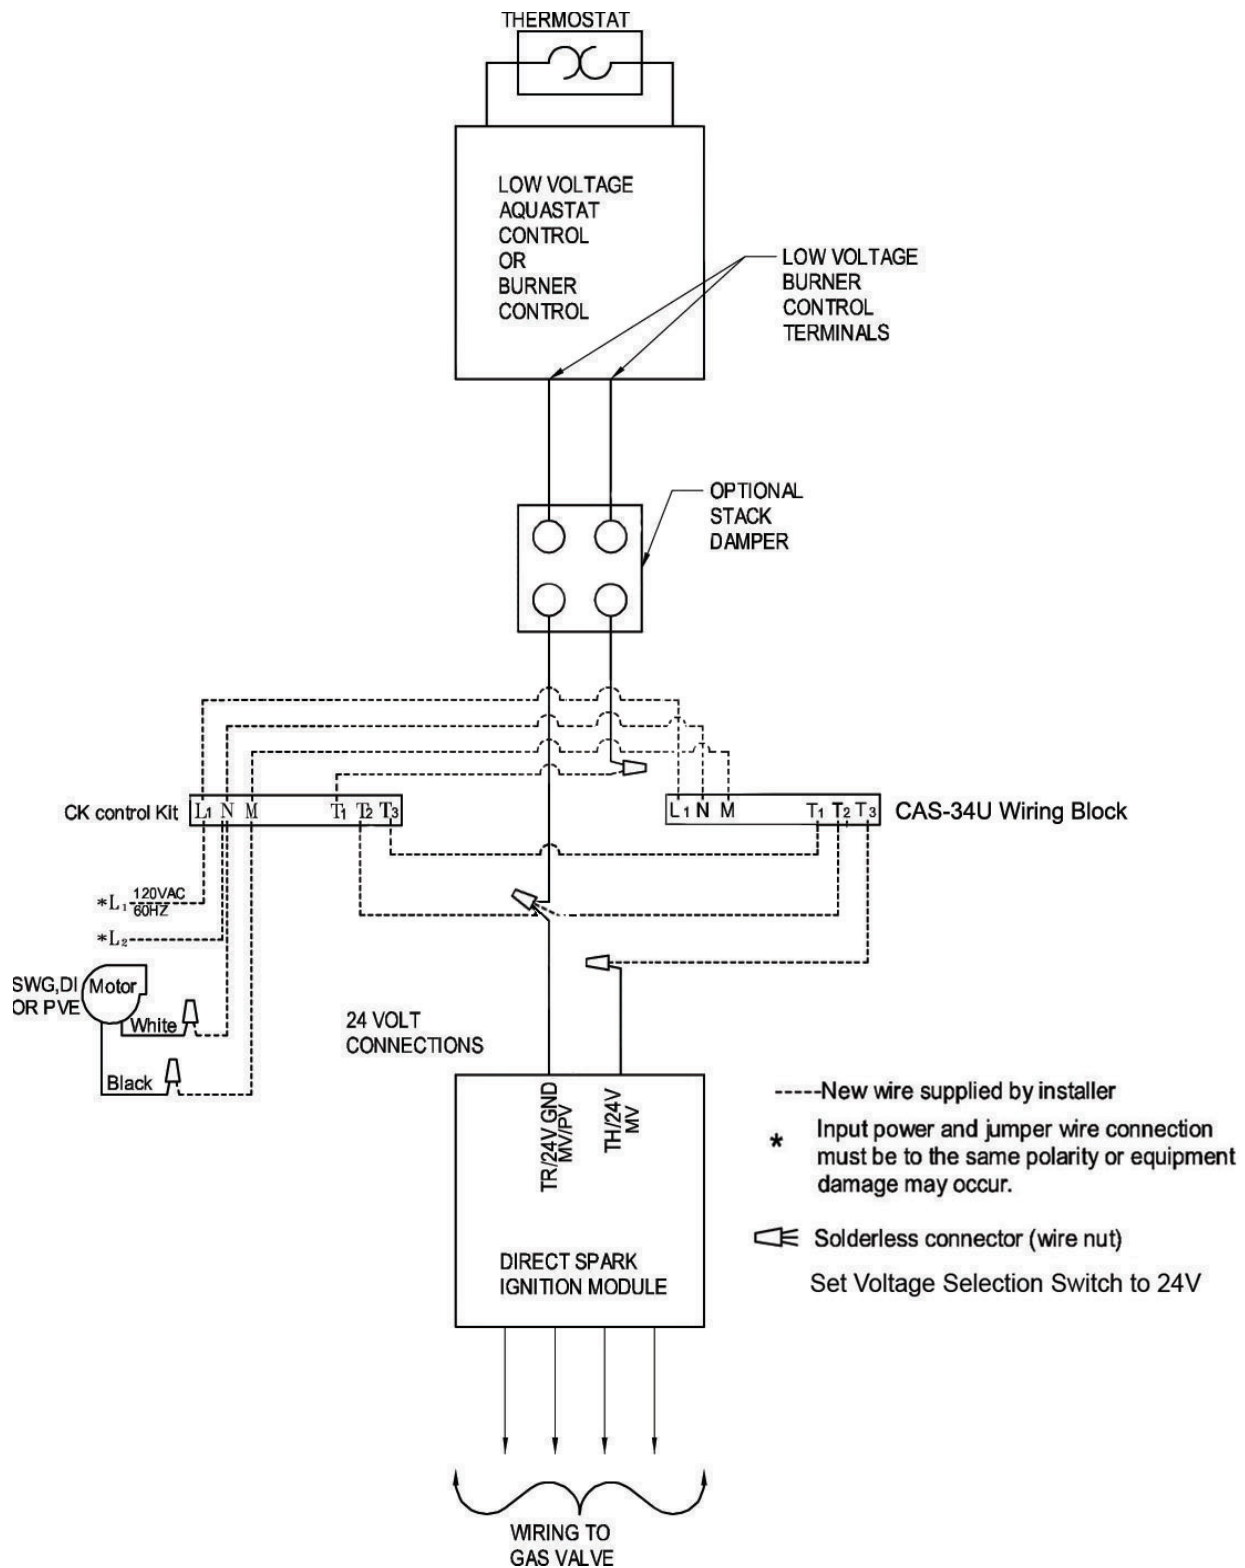 THERMOSTAT
LOW VOLTAGE
AQUASTAT
CONTROL
OR
BURNER
CONTROL
LOW VOLTAGE
BURNER
CONTROL
TERMINALS
OPTIONAL
STACK
DAMPER
CK control Kit
L1 N M T1 T2 T3
L1 N M T1 T2 T3
CAS-34U Wiring Block
*L1 120VAC
60HZ
*L2
SWG,DI
OR PVE
Motor
White
Black
24 VOLT
CONNECTIONS
TR/24V GND
MV/PV
TH/24V
MV
DIRECT SPARK
IGNITION MODULE
-----New wire supplied by installer
* Input power and jumper wire connection
must be to the same polarity or equipment
damage may occur.
Solderless connector (wire nut)
Set Voltage Selection Switch to 24V
WIRING TO
GAS VALVE